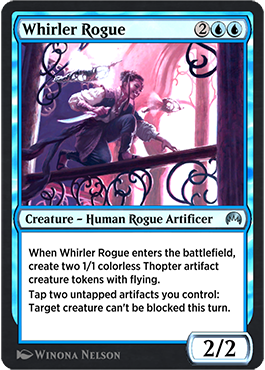 Whirler Rogue 2
Creature – Human Rogue Artificer
When Whirler Rogue enters the battlefield,
create two 1/1 colorless Thopter artifact
creature tokens with flying.
Tap two untapped artifacts you control:
Target creature can't be blocked this turn.
Winona Nelson
2/2